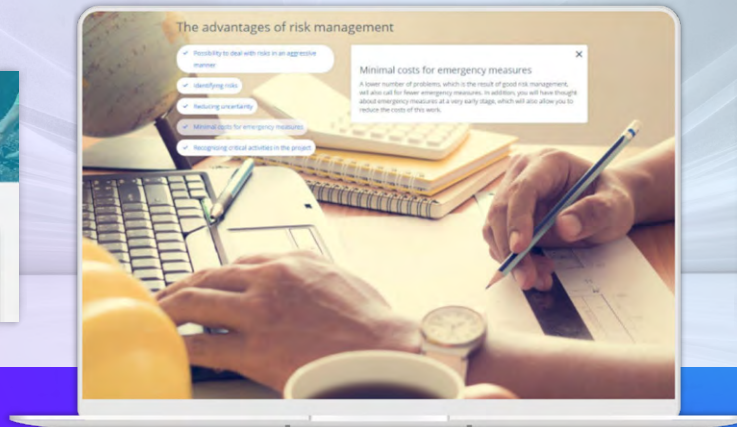 The advantages of risk management
Possibility to deal with risks in an aggressive
manner
Identifying risks
Reducing uncertainty
Minimal costs for emergency measures
Recognising critical activities in the project
Minimal costs for emergency measures
A lower number of problems, which is the result of good risk management,
will also call for fewer emergency measures. In addition, you will have thought
about emergency measures at a very early stage, which will also allow you to
reduce the costs of this work.